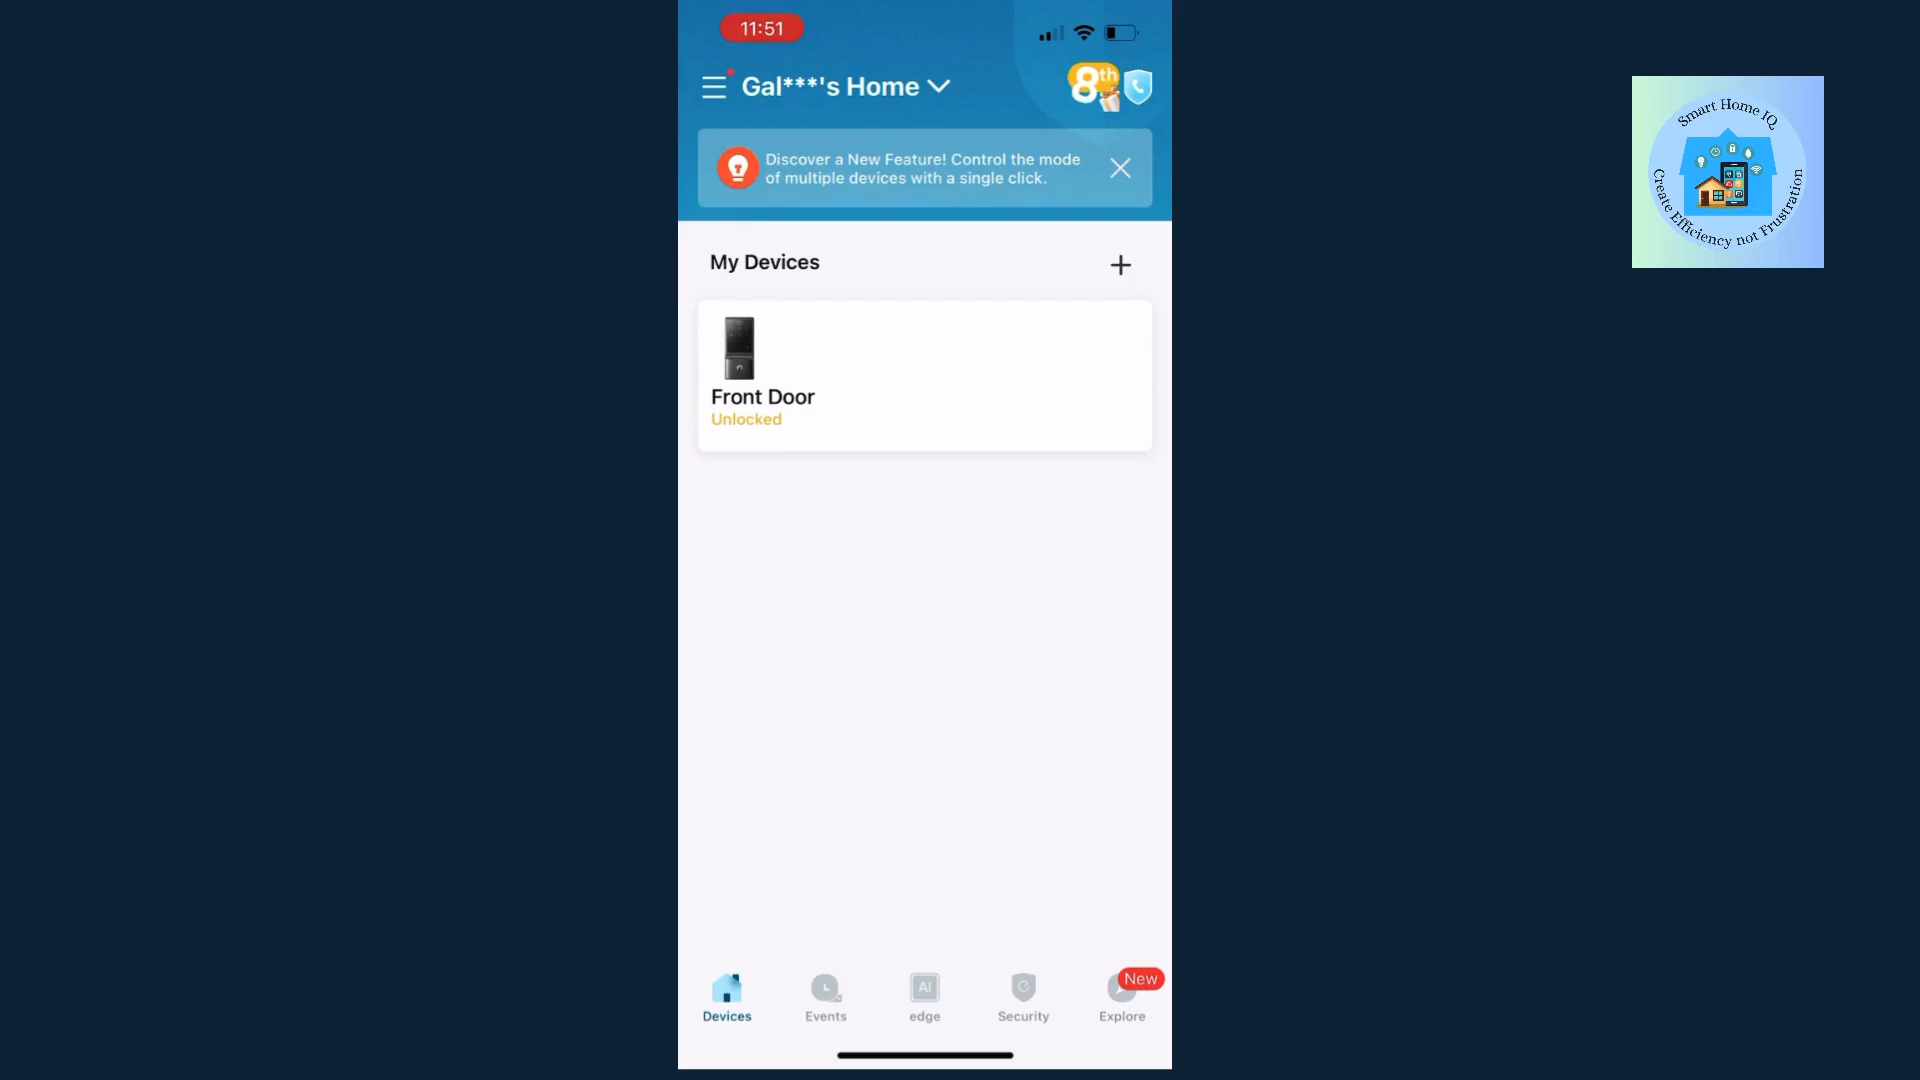 11:51
Gal***'s Home
8th
Discover a New Feature! Control the mode
of multiple devices with a single click.
My Devices
Front Door
Unlocked
Devices
Events
AI
edge
Security
New
Explore
Smart Home IQ
Create Efficiency not Frustration